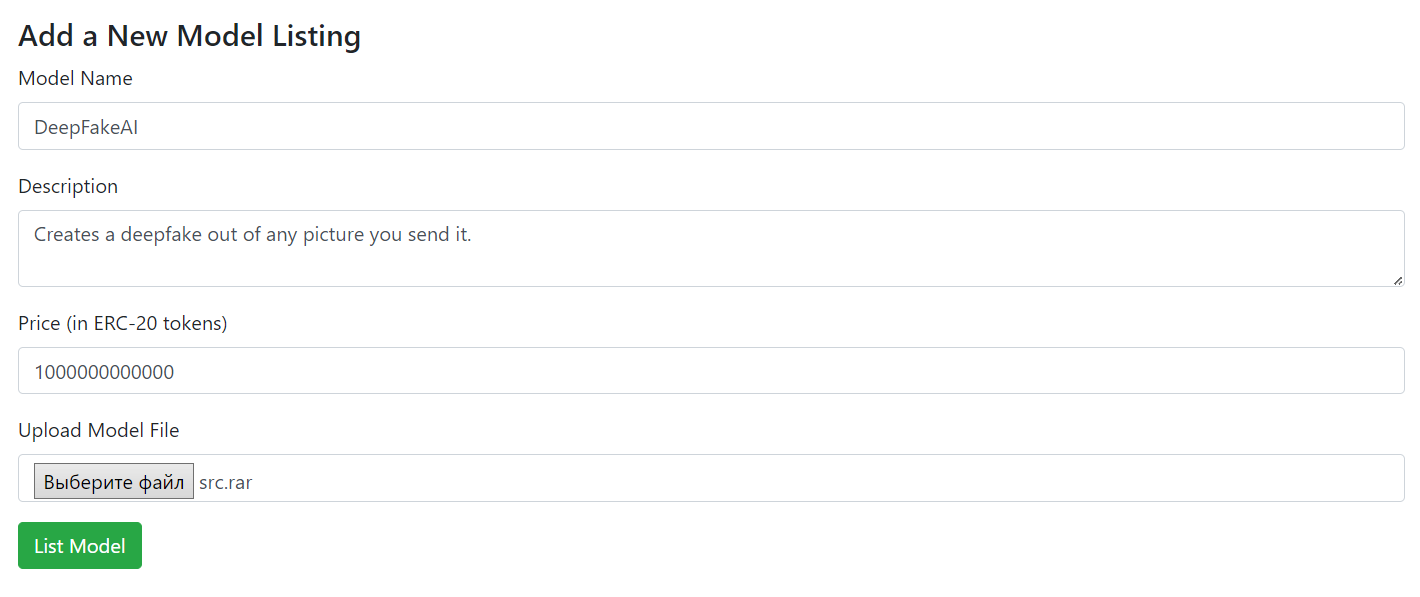 Add a New Model Listing
Model Name
DeepFakeAI
Description
Creates a deepfake out of any picture you send it.
Price (in ERC-20 tokens)
1000000000000
Upload Model File
Выберите файл src.rar
List Model